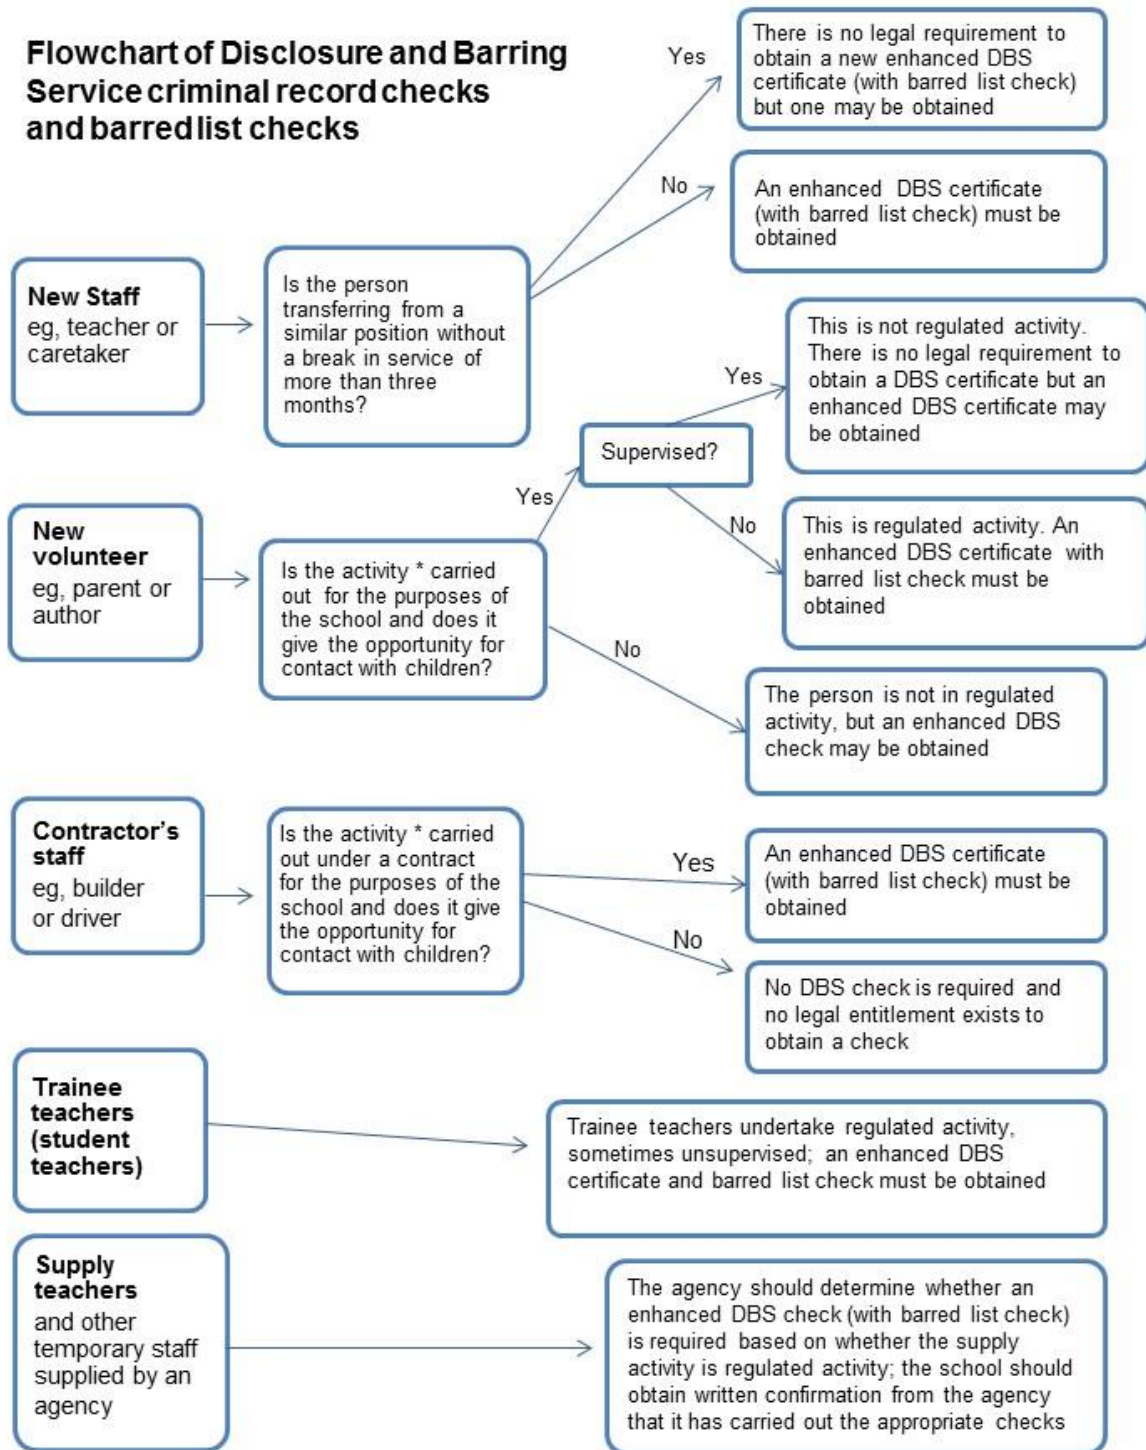 Flowchart of Disclosure and Barring
Service criminal record checks
and barred list checks
Yes
There is no legal requirement to
obtain a new enhanced DBS
certificate (with barred list check)
but one may be obtained
No
An enhanced DBS certificate
(with barred list check) must be
obtained
New Staff
eg, teacher or
caretaker
Is the person
transferring from a
similar position without
a break in service of
more than three
months?
New
volunteer
eg, parent or
author
Is the activity * carried
out for the purposes of
the school and does it
give the opportunity for
contact with children?
Yes
Supervised?
Yes
This is not regulated activity.
There is no legal requirement to
obtain a DBS certificate but an
enhanced DBS certificate may
be obtained
No
This is regulated activity. An
enhanced DBS certificate with
barred list check must be
obtained
No
The person is not in regulated
activity, but an enhanced DBS
check may be obtained
Contractor's
staff
eg, builder
or driver
Is the activity * carried
out under a contract
for the purposes of the
school and does it give
the opportunity for
contact with children?
Yes
An enhanced DBS certificate
(with barred list check) must be
obtained
No
No DBS check is required and
no legal entitlement exists to
obtain a check
Trainee
teachers
(student
teachers)
Trainee teachers undertake regulated activity,
sometimes unsupervised; an enhanced DBS
certificate and barred list check must be obtained
Supply
teachers
and other
temporary staff
supplied by an
agency
The agency should determine whether an
enhanced DBS check (with barred list check)
is required based on whether the supply
activity is regulated activity; the school should
obtain written confirmation from the agency
that it has carried out the appropriate checks